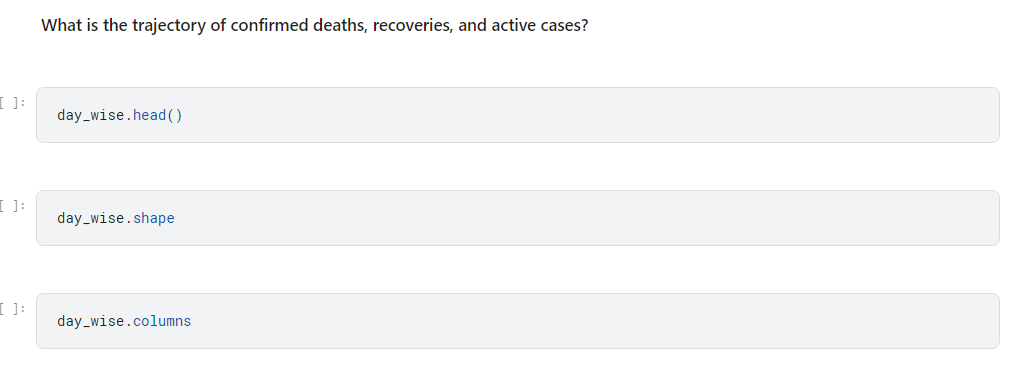 What is the trajectory of confirmed deaths, recoveries, and active cases?
[ ]:
day_wise.head()
[ ]:
day_wise.shape
[ ]:
day_wise.columns